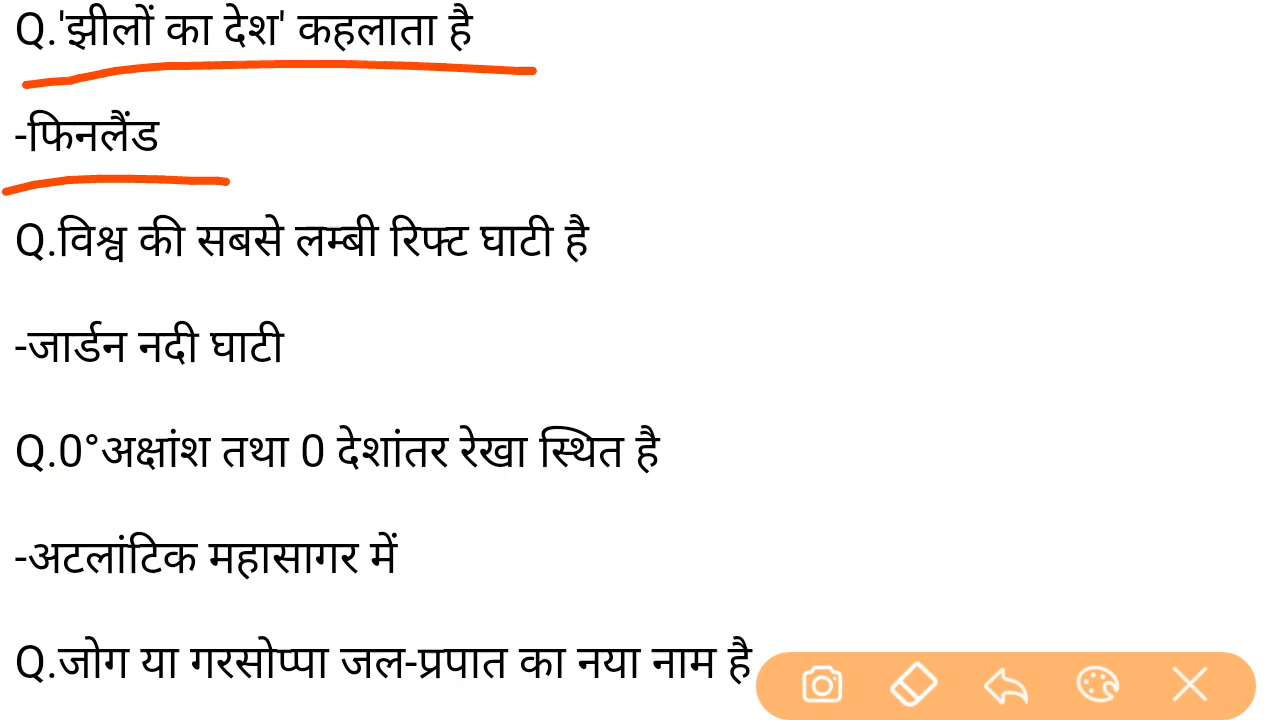 Q.'झीलों का देश' कहलाता है
-फिनलैंड
Q.विश्व की सबसे लम्बी रिफ्ट घाटी है
-जार्डन नदी घाटी
Q.0°अक्षांश तथा 0 देशांतर रेखा स्थित है
-अटलांटिक महासागर में
Q.जोग या गरसोप्पा जल-प्रपात का नया नाम है